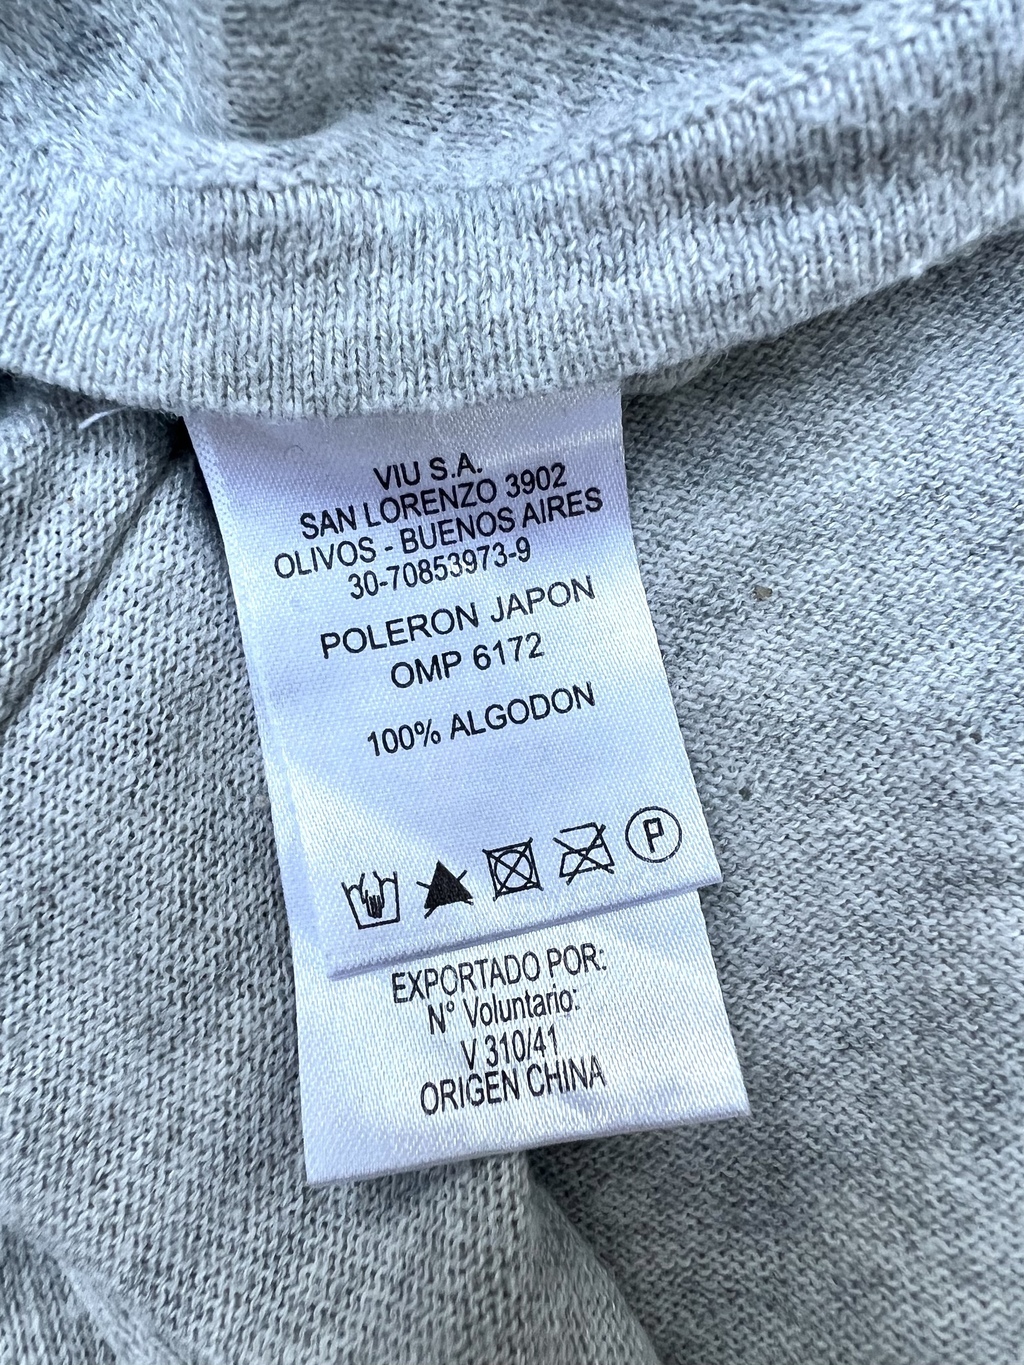 VIU S.A.
SAN LORENZO 3902
OLIVOS - BUENOS AIRES
30-70853973-9
POLERON JAPON
OMP 6172
100% ALGODON
P
EXPORTADO POR:
N° Voluntario:
V 310/41
ORIGEN CHINA